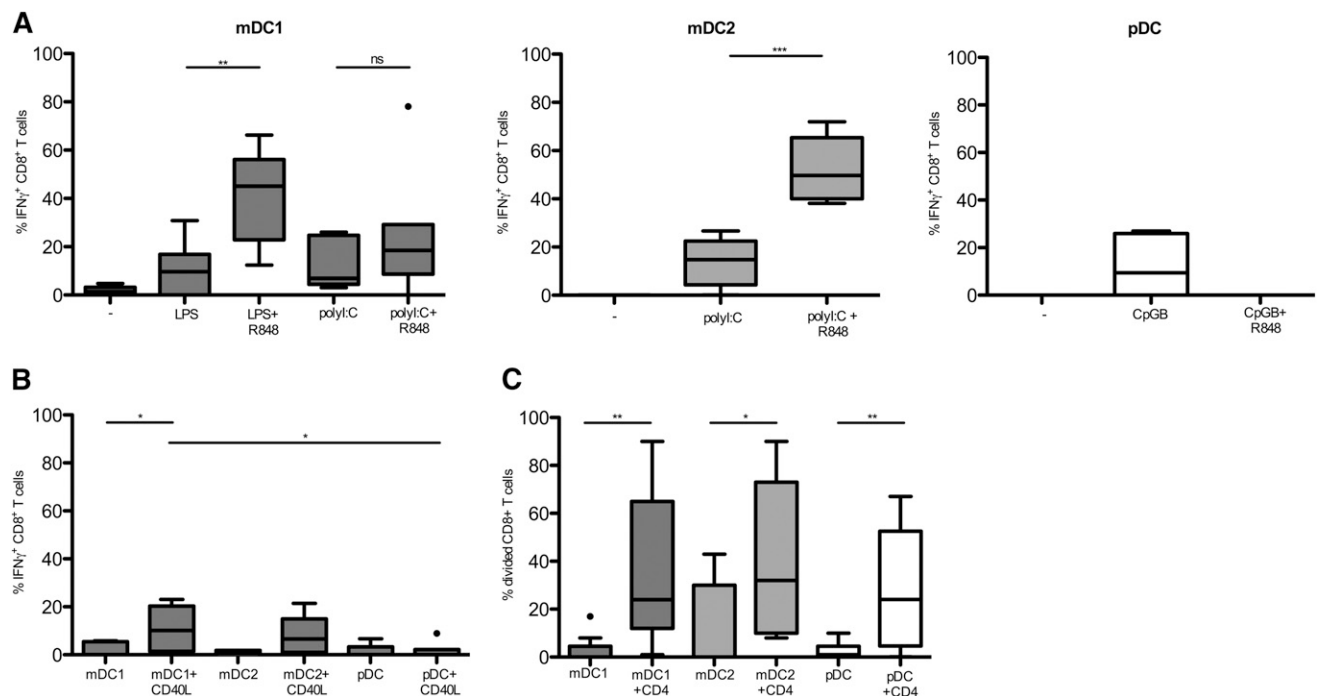 A
mDC1
mDC2
pDC
% IFNγ+ CD8+ T cells
100
80
60
40
20
0
**
ns
-
LPS
LPS+
R848
polyI:C
polyI:C+
R848
% IFNγ+ CD8+ T cells
100
80
60
40
20
0
***
-
polyI:C
polyI:C +
R848
% IFNγ+ CD8+ T cells
100
80
60
40
20
0
-
CpGB
CpGB+
R848
B
% IFNγ+ CD8+ T cells
100
80
60
40
20
0
*
*
mDC1
mDC1+
CD40L
mDC2
mDC2+
CD40L
pDC
pDC+
CD40L
C
% divided CD8+ T cells
100
80
60
40
20
0
**
*
**
mDC1
mDC1
+CD4
mDC2
mDC2
+CD4
pDC
pDC
+CD4